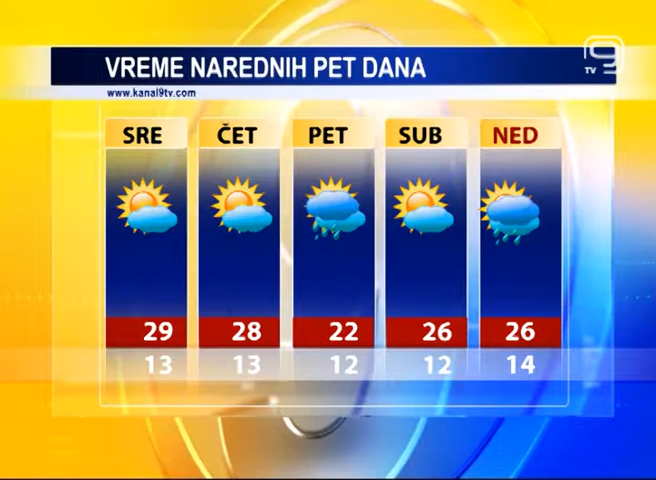 VREME NAREDNIH PET DANA
9
TV
www.kanal9tv.com
SRE ČET PET SUB NED
29 28 22 26 26
13 13 12 12 14